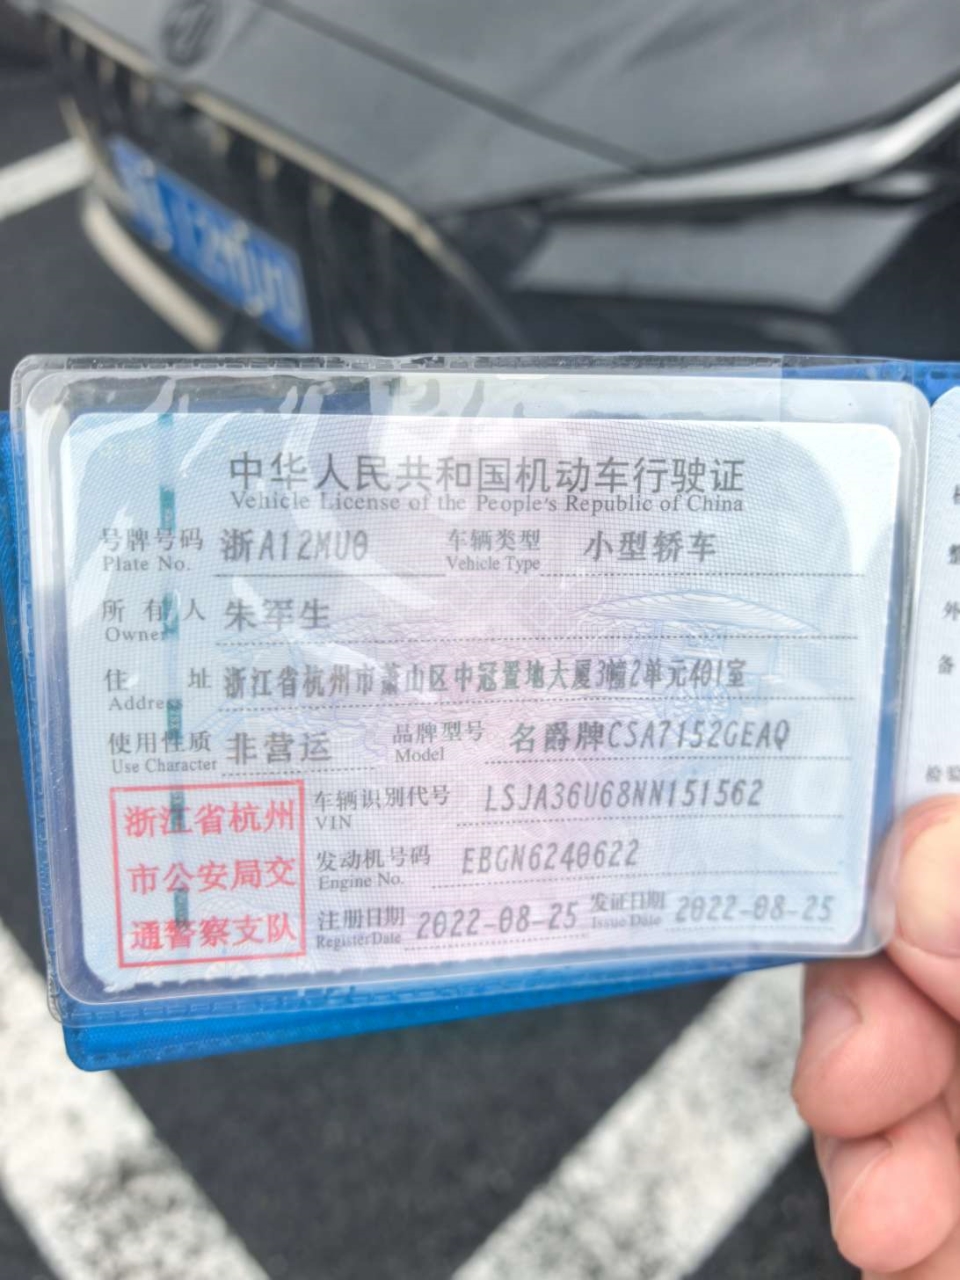 中华人民共和国机动车行驶证
Vehicle License of the People's Republic of China
号牌号码 浙A12MU0 车辆类型 小型轿车
Plate No. Vehicle Type
所有人 朱军生
Owner
住址 浙江省杭州市萧山区中冠置地大厦3幢2单元401室
Address
使用性质 非营运 品牌型号 名爵牌CSA7152GEAQ
Use Character Model
浙江省杭州
市公安局交
通警察支队
车辆识别代号 LSJA36U68NN151562
VIN
发动机号码 EBGN6240622
Engine No.
注册日期 2022-08-25 发证日期 2022-08-25
Register Date Issue Date
外
备
检验